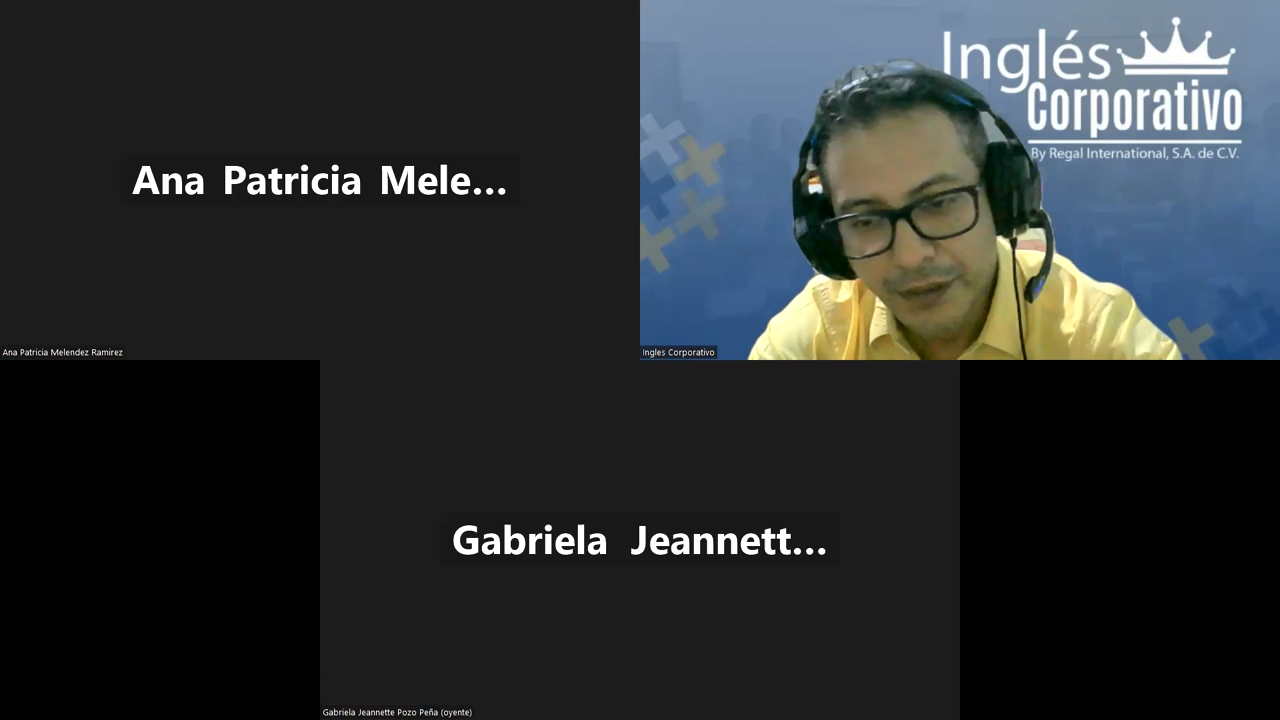 Ana Patricia Mele...
Ana Patricia Melendez Ramirez
Inglés
Corporativo
By Regal International, S.A. de C.V.
Ingles Corporativo
Gabriela Jeannett...
Gabriela Jeannette Pozo Peña (oyente)